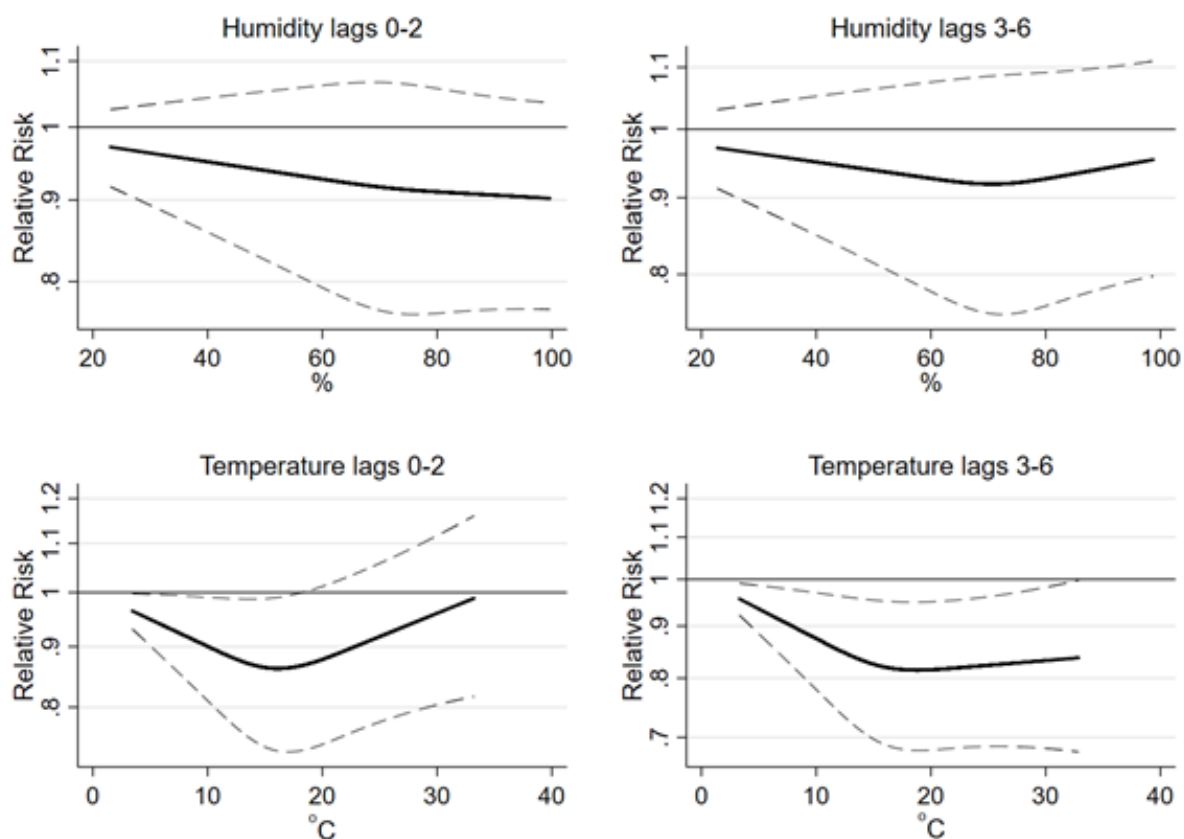 Humidity lags 0-2
Relative Risk
1.1
1
.9
.8
20 40 60 80 100
%
Humidity lags 3-6
Relative Risk
1.1
1
.9
.8
20 40 60 80 100
%
Temperature lags 0-2
Relative Risk
1.2
1.1
1
.9
.8
0 10 20 30 40
°C
Temperature lags 3-6
Relative Risk
1.2
1.1
1
.9
.8
.7
0 10 20 30 40
°C